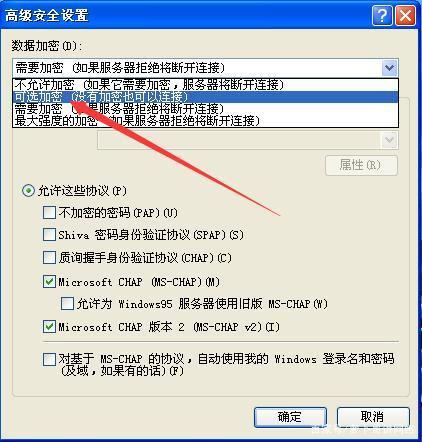 高级安全设置
数据加密(D):
需要加密 (如果服务器拒绝将断开连接)
不允许加密 (如果它需要加密,服务器将断开连接)
可选加密 (没有加密也可以连接)
需要加密 (如果服务器拒绝将断开连接)
最大强度的加密 (如果服务器拒绝将断开连接)
属性(R)
允许这些协议(P)
不加密的密码(PAP)(U)
Shiva 密码身份验证协议(SPAP)(S)
质询握手身份验证协议(CHAP)(C)
Microsoft CHAP (MS-CHAP)(M)
允许为 Windows95 服务器使用旧版 MS-CHAP(W)
Microsoft CHAP 版本 2 (MS-CHAP v2)(I)
对基于 MS-CHAP 的协议,自动使用我的 Windows 登录名和密码
(及域,如果有的话)(F)
确定
取消